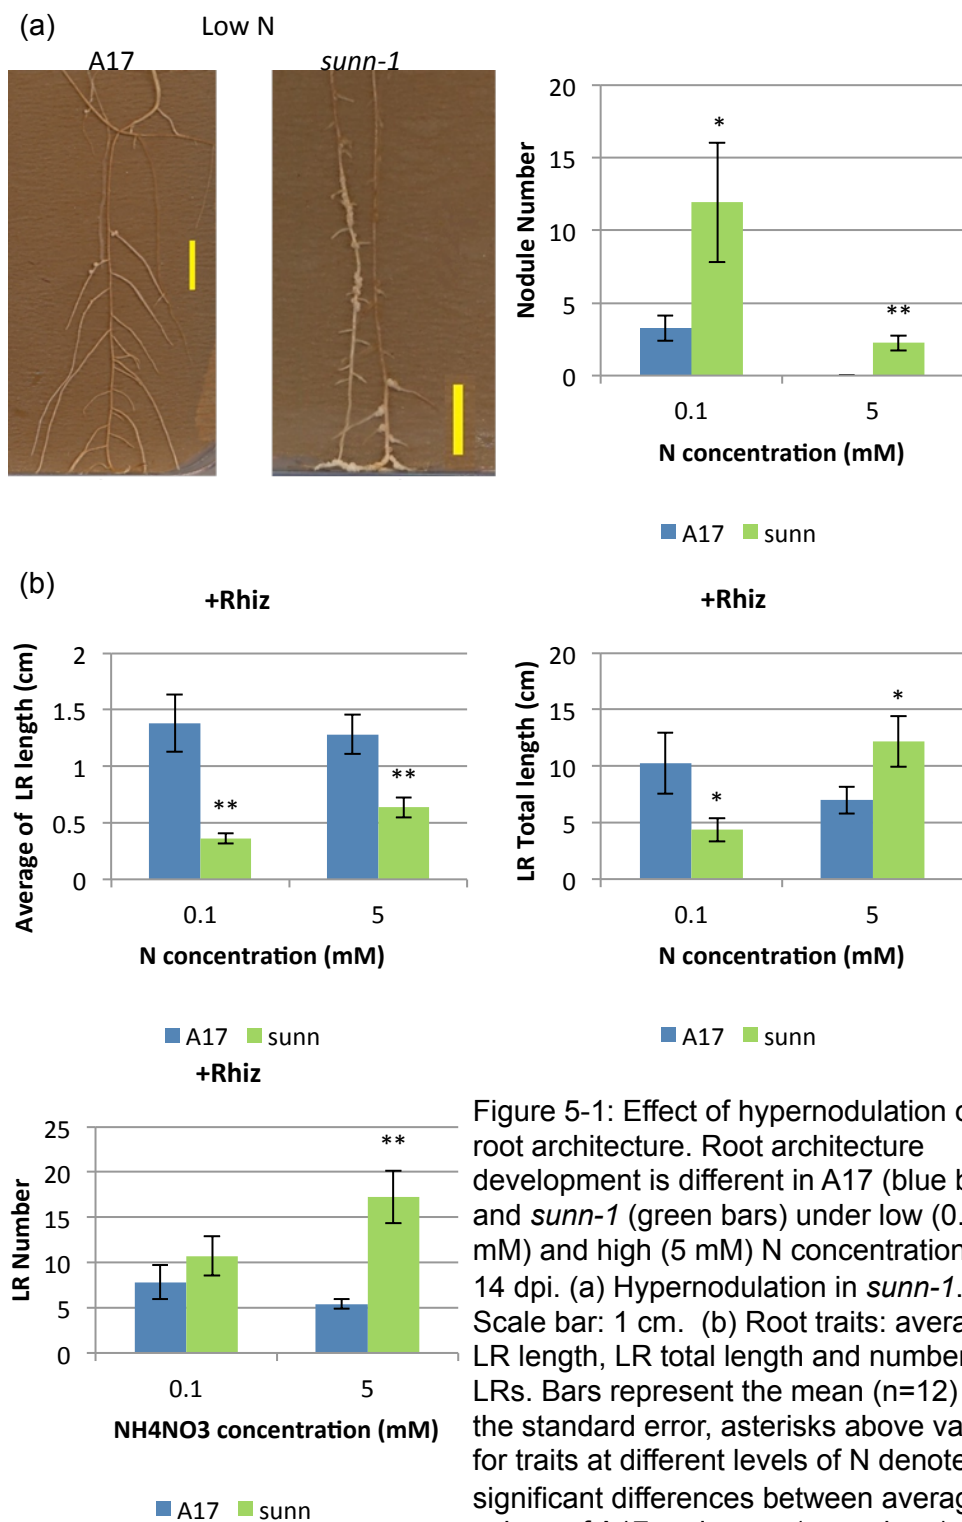 (a)
Low N
A17
sunn-1
20
15
10
5
0
Nodule Number
*
**
0.1 5
N concentration (mM)
A17 sunn
(b)
+Rhiz
2
1.5
1
0.5
0
Average of LR length (cm)
**
**
0.1 5
N concentration (mM)
A17 sunn
+Rhiz
20
15
10
5
0
LR Total length (cm)
*
*
0.1 5
N concentration (mM)
A17 sunn
+Rhiz
25
20
15
10
5
0
LR Number
**
0.1 5
NH4NO3 concentration (mM)
A17 sunn
Figure 5-1: Effect of hypernodulation
root architecture. Root architecture
development is different in A17 (blue
and sunn-1 (green bars) under low
mM) and high (5 mM) N concentration
14 dpi. (a) Hypernodulation in sunn-1.
Scale bar: 1 cm. (b) Root traits:
LR length, LR total length and number
LRs. Bars represent the mean (n=12)
the standard error, asterisks above
for traits at different levels of N denote
significant differences between